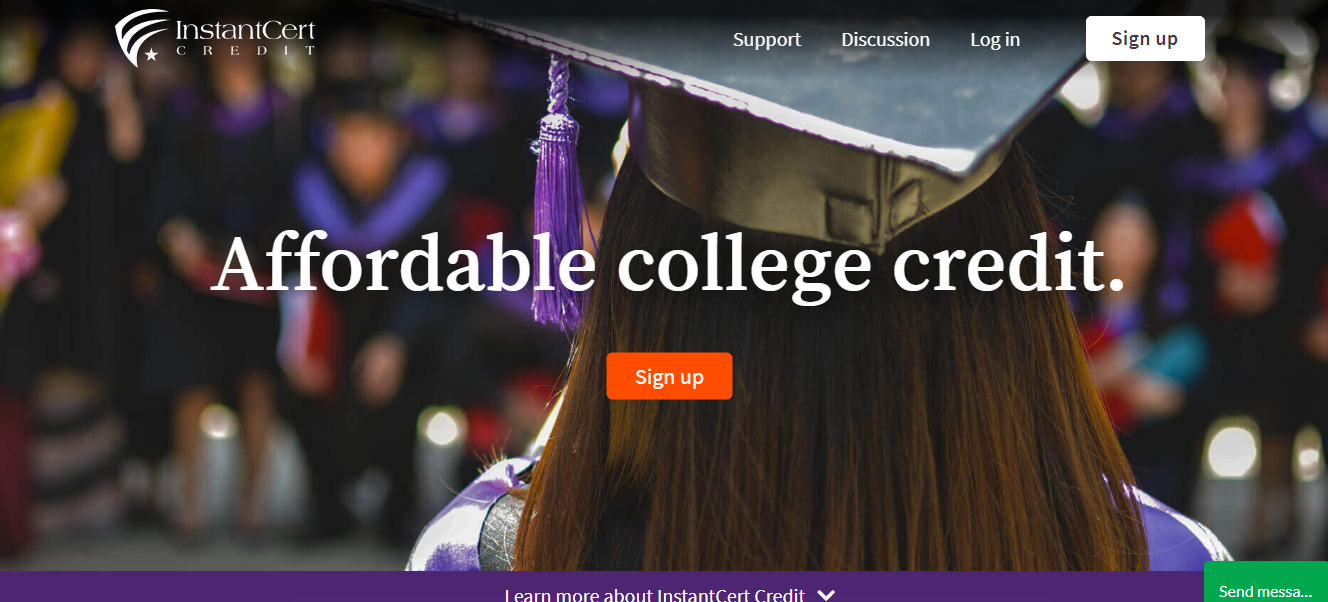 InstantCert
CREDIT
Support
Discussion
Log in
Sign up
Affordable college credit.
Sign up
Learn more about InstantCert Credit
Send messa...